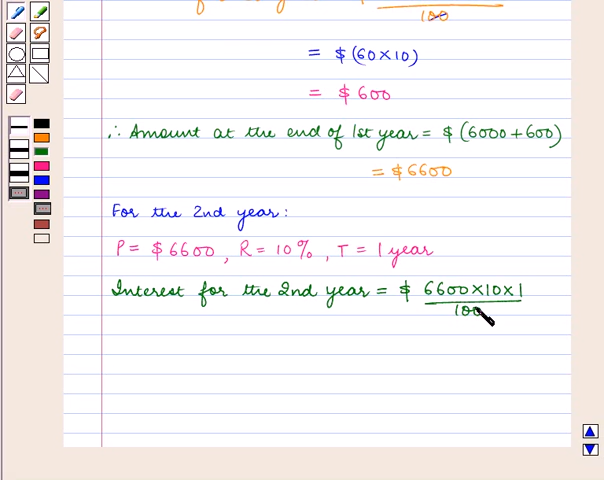 100
= $ (60×10)
= $ 600
∴ Amount at the end of 1st year = $ (6000+600)
= $ 6600
For the 2nd year:
P = $ 6600, R = 10%, T = 1 year
Interest for the 2nd year = $ 6600×10×1
100